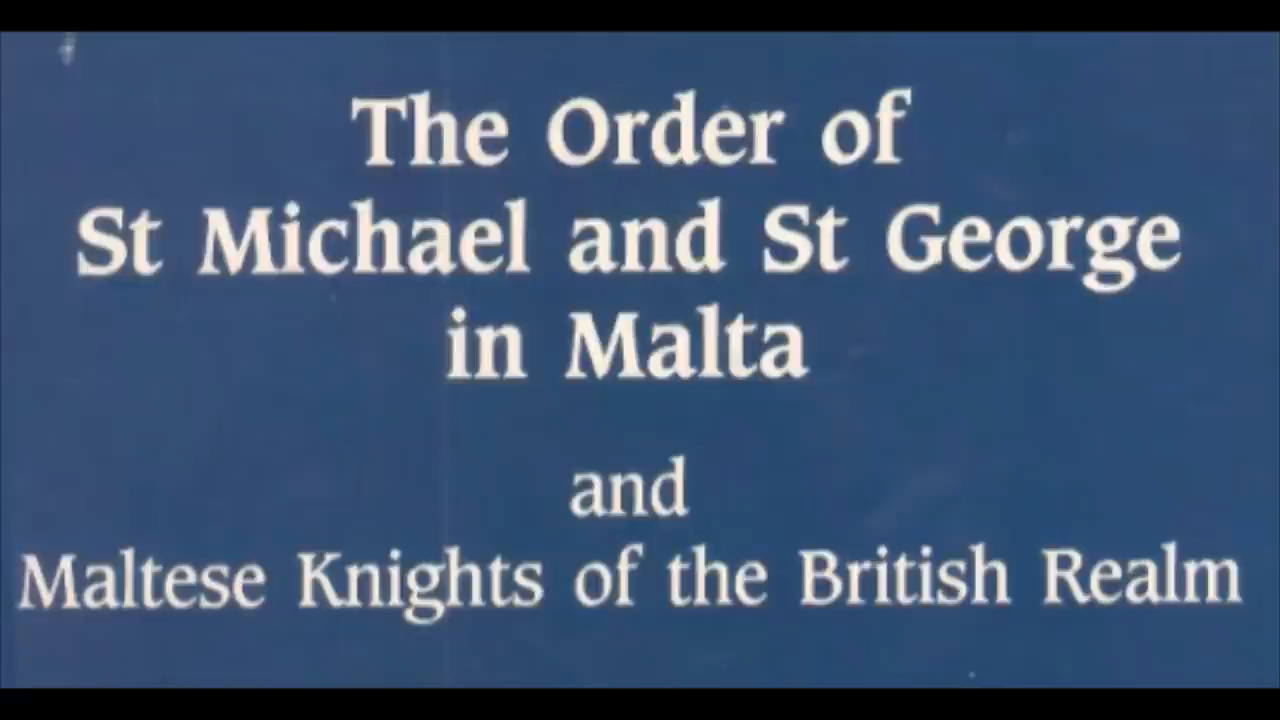 The Order of
St Michael and St George
in Malta
and
Maltese Knights of the British Realm